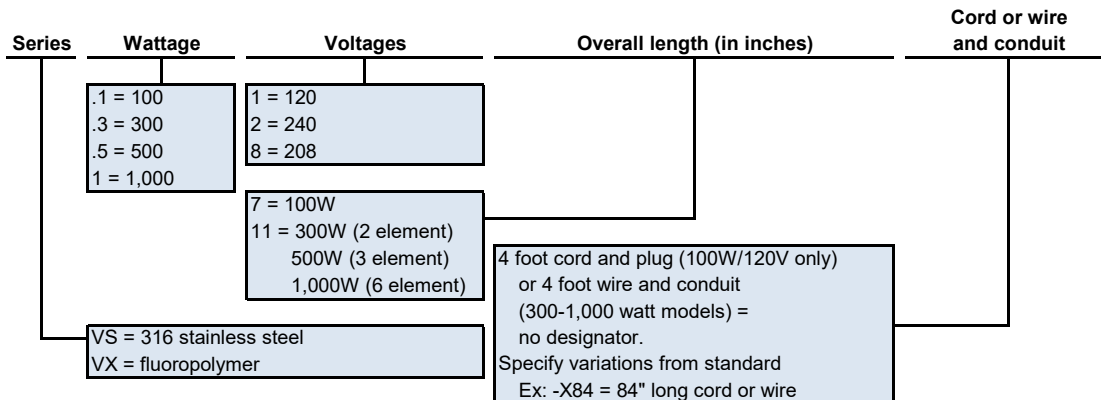 Series
Wattage
Voltages
Overall length (in inches)
Cord or wire
and conduit
.1 = 100
.3 = 300
.5 = 500
1 = 1,000
1 = 120
2 = 240
8 = 208
7 = 100W
11 = 300W (2 element)
500W (3 element)
1,000W (6 element)
4 foot cord and plug (100W/120V only)
or 4 foot wire and conduit
(300-1,000 watt models) =
no designator.
Specify variations from standard
Ex: -X84 = 84" long cord or wire
VS = 316 stainless steel
VX = fluoropolymer